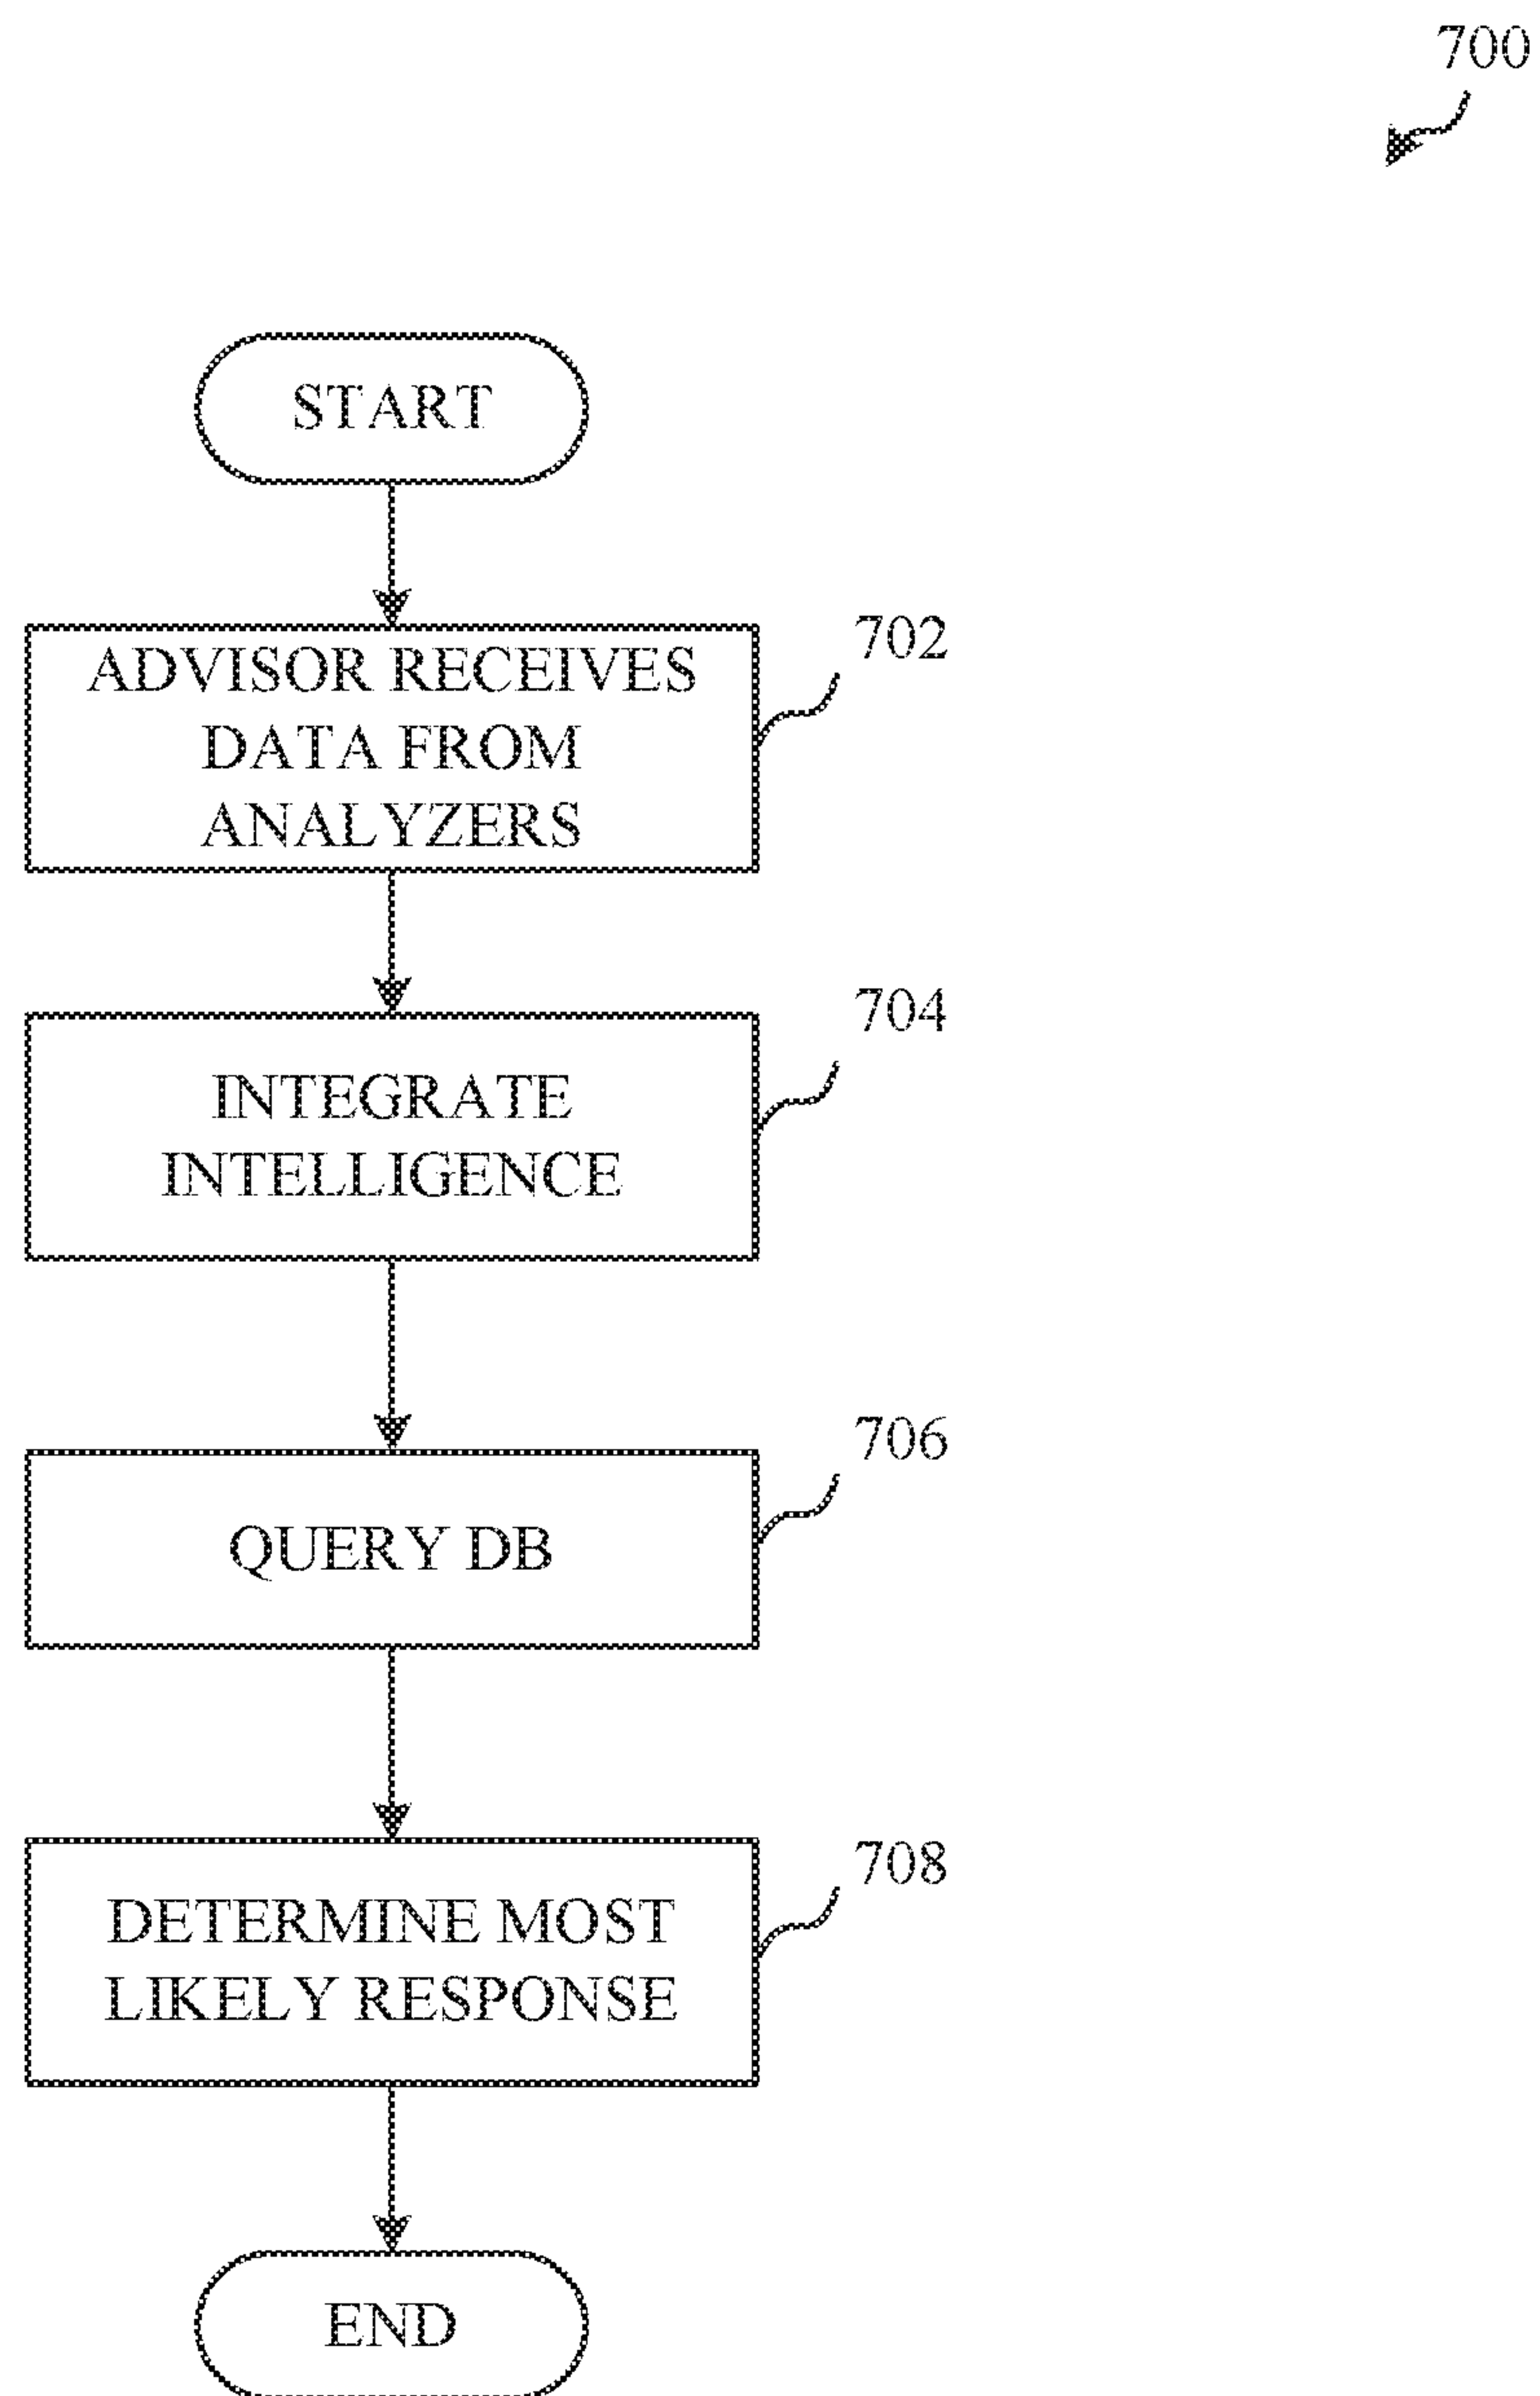 700
START
702
ADVISOR RECEIVES
DATA FROM
ANALYZERS
704
INTEGRATE
INTELLIGENCE
706
QUERY DB
708
DETERMINE MOST
LIKELY RESPONSE
END